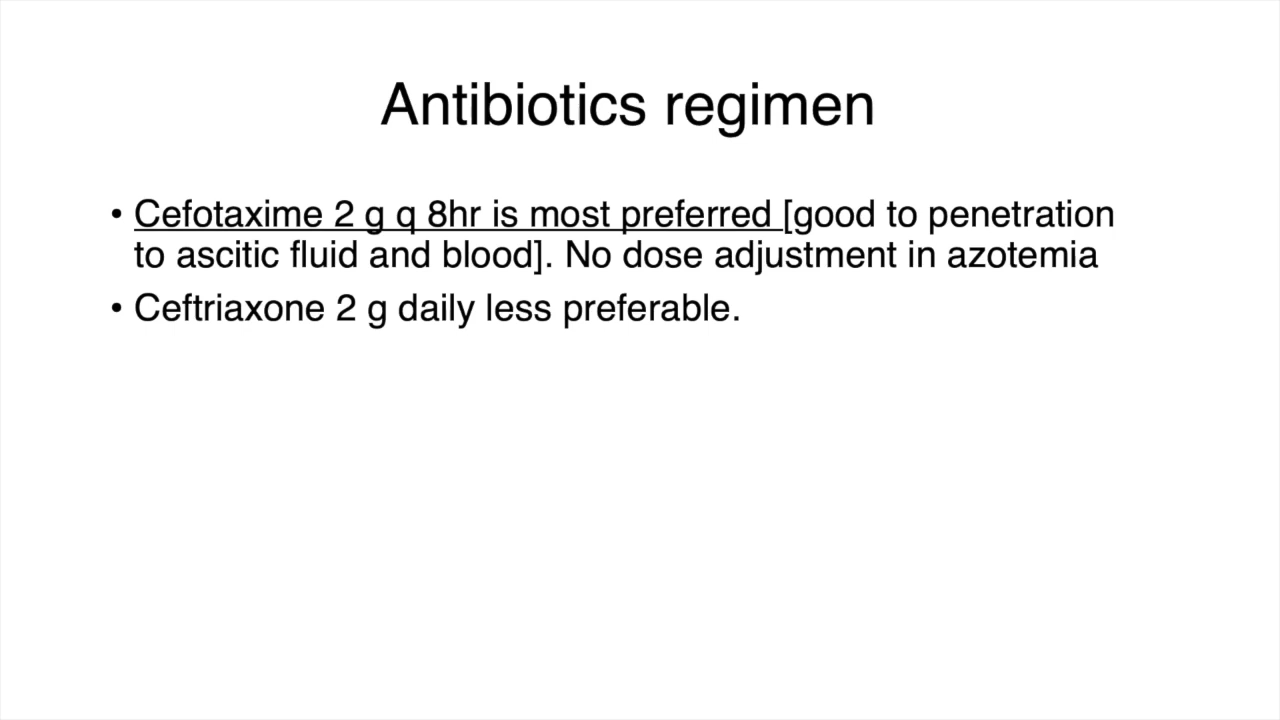 Antibiotics regimen
• Cefotaxime 2 g q 8hr is most preferred [good to penetration
to ascitic fluid and blood]. No dose adjustment in azotemia
• Ceftriaxone 2 g daily less preferable.